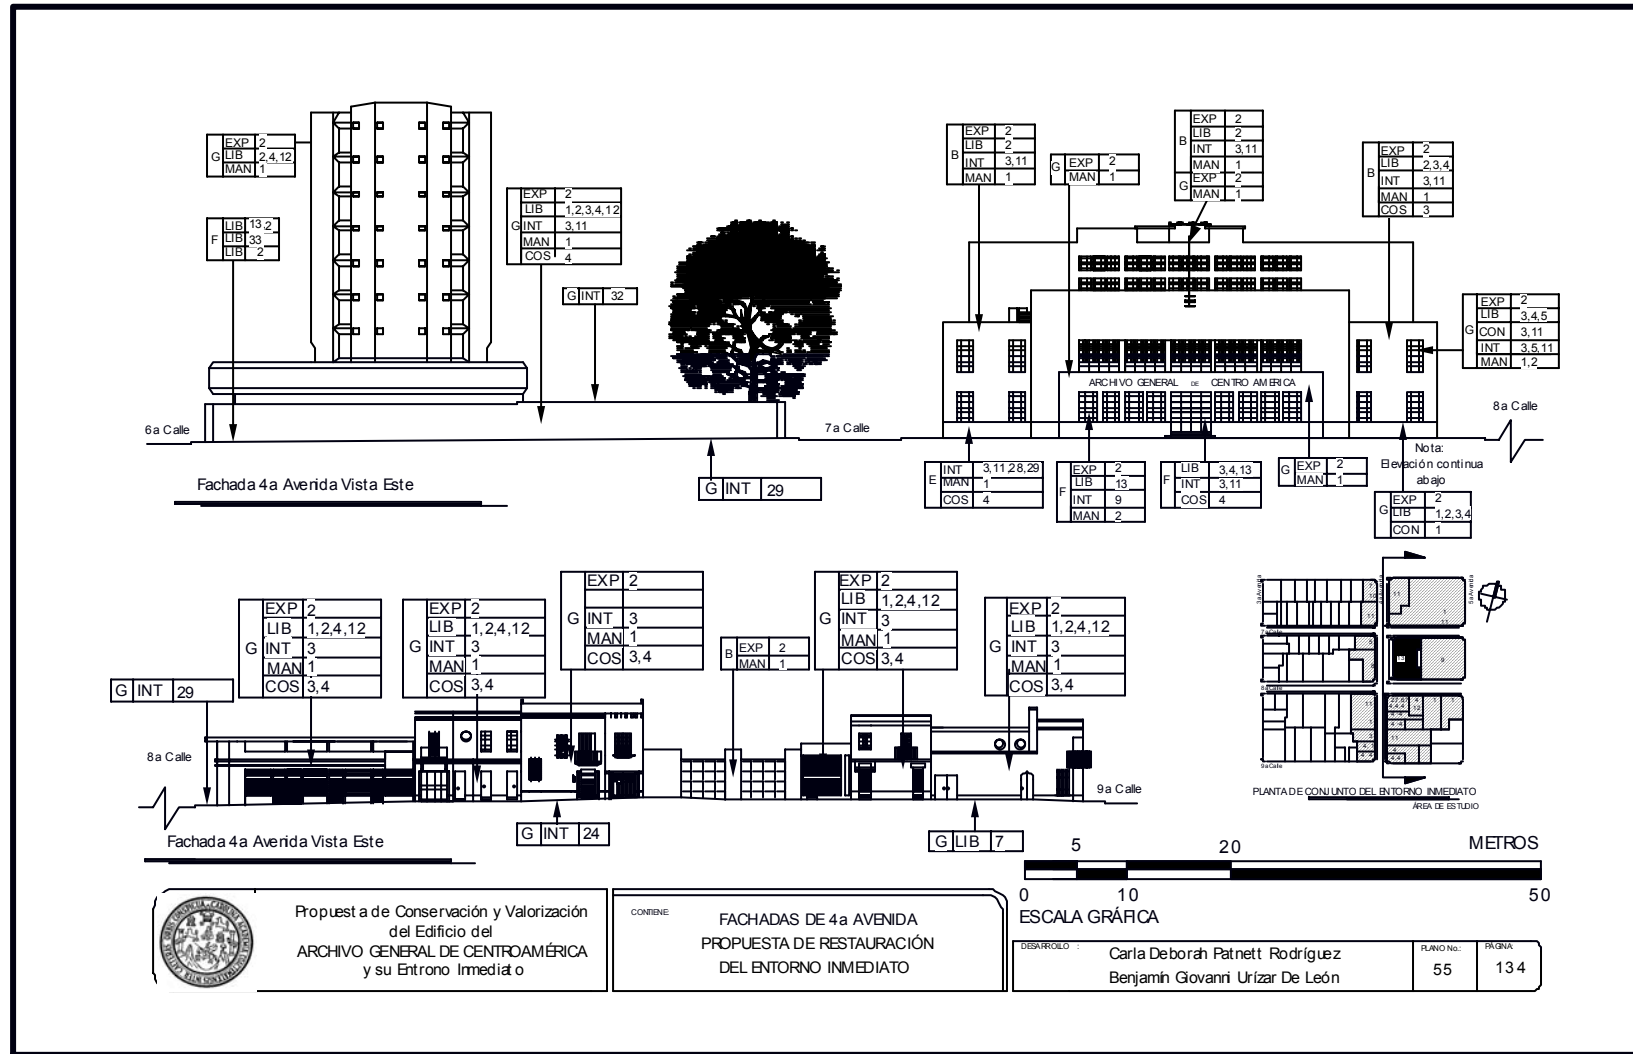 G
EXP 2
LIB 2,4,12
MAN 1
F
LIB 13 2
LIB 33
LIB 2
G
EXP 2
LIB 1,2,3,4,12
INT 3,11
MAN 1
COS 4
G INT 32
B
EXP 2
LIB 2
INT 3,11
MAN 1
G
EXP 2
MAN 1
B
EXP 2
LIB 2
INT 3,11
MAN 1
G
EXP 2
MAN 1
B
EXP 2
LIB 2,3,4
INT 3,11
MAN 1
COS 3
G
EXP 2
LIB 3,4,5
CON 3,11
INT 3,5,11
MAN 1,2
ARCHIVO GENERAL DE CENTRO AMERICA
6a Calle
7a Calle
8a Calle
Nota:
Elevación continua
abajo
Fachada 4a Avenida Vista Este
G INT 29
E
INT 3,11,28,29
MAN 1
COS 4
F
EXP 2
LIB 13
INT 9
MAN 2
F
LIB 3,4,13
INT 3,11
COS 4
G
EXP 2
MAN 1
G
EXP 2
LIB 1,2,3,4
CON 1
G INT 29
G
EXP 2
LIB 1,2,4,12
INT 3
MAN 1
COS 3,4
G
EXP 2
LIB 1,2,4,12
INT 3
MAN 1
COS 3,4
G
EXP 2
INT 3
MAN 1
COS 3,4
B
EXP 2
MAN 1
G
EXP 2
LIB 1,2,4,12
INT 3
MAN 1
COS 3,4
G
EXP 2
LIB 1,2,4,12
INT 3
MAN 1
COS 3,4
8a Calle
9a Calle
G INT 24
G LIB 7
Fachada 4a Avenida Vista Este
3a Avenida
4a Avenida
5a Avenida
7a Calle
8a Calle
9a Calle
PLANTA DE CONJUNTO DEL ENTORNO INMEDIATO
ÁREA DE ESTUDIO
5 20 METROS
0 10 50
ESCALA GRÁFICA
Propuesta de Conservación y Valorización
del Edificio del
ARCHIVO GENERAL DE CENTROAMÉRICA
y su Entrono Inmediato
CONTIENE:
FACHADAS DE 4a AVENIDA
PROPUESTA DE RESTAURACIÓN
DEL ENTORNO INMEDIATO
DESARROLLO :
Carla Deborah Patnett Rodríguez
Benjamín Giovanni Urízar De León
PLANO No.:
55
PÁGINA:
134